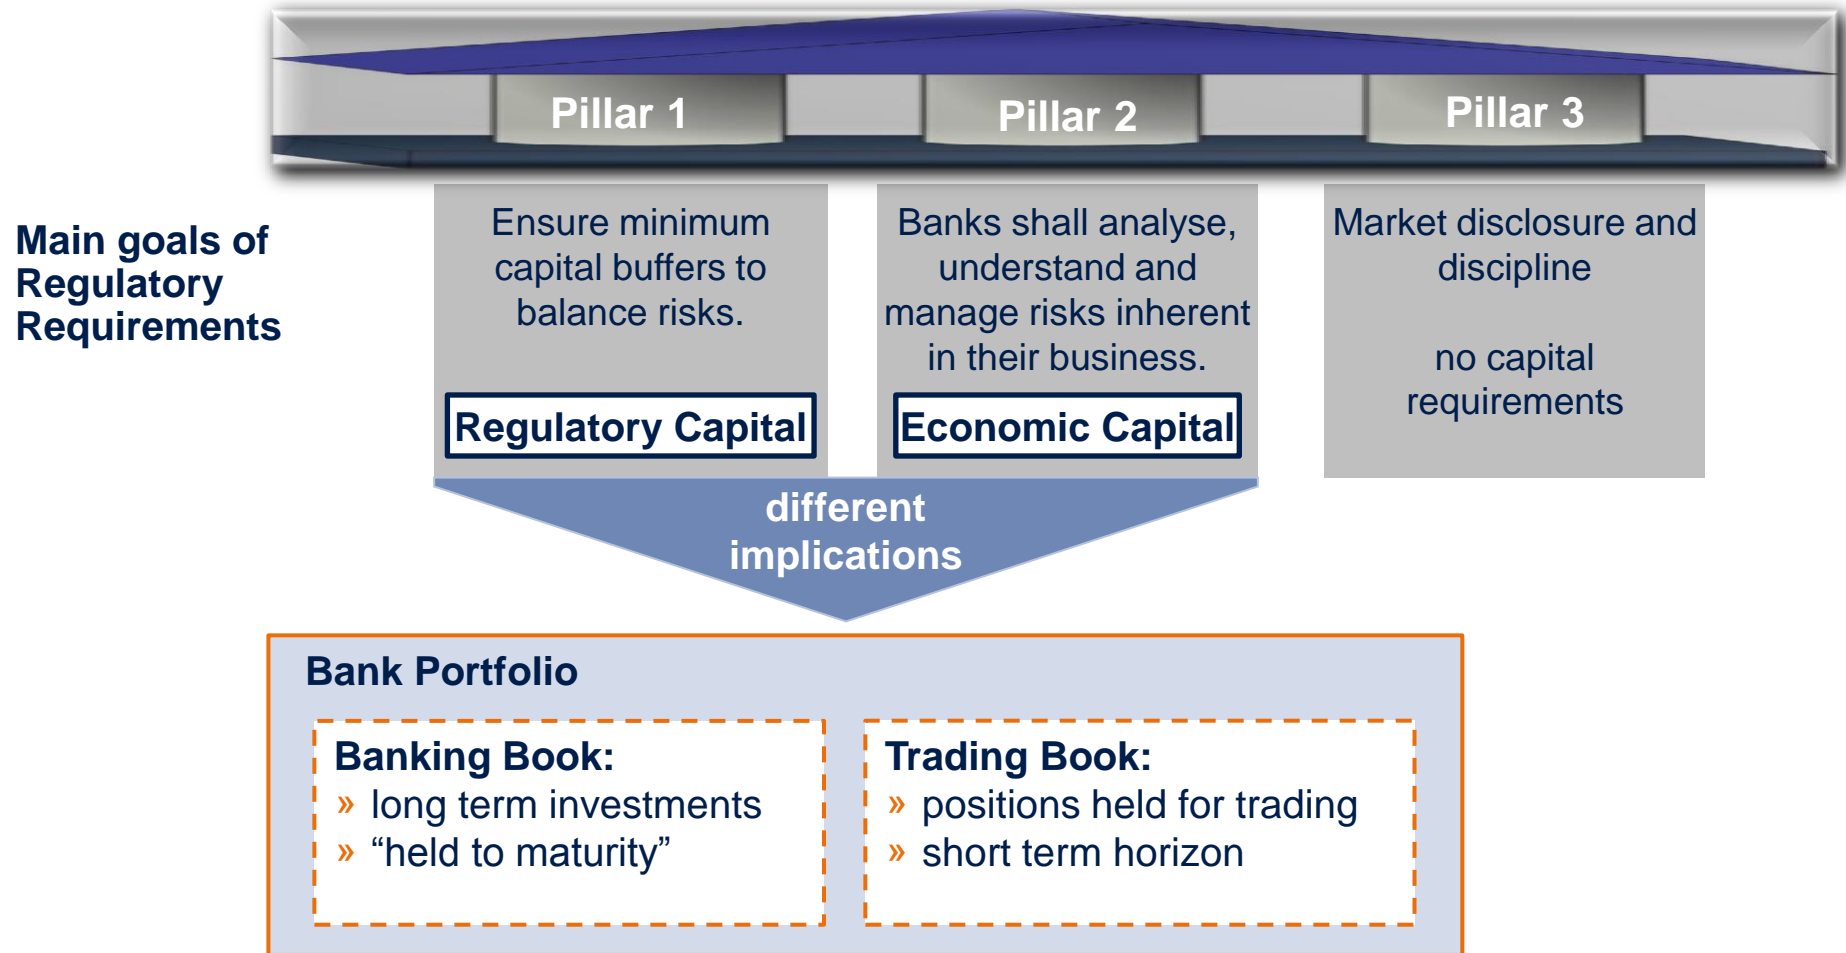 Pillar 1
Pillar 2
Pillar 3
Main goals of
Regulatory
Requirements
Ensure minimum
capital buffers to
balance risks.
Regulatory Capital
Banks shall analyse,
understand and
manage risks inherent
in their business.
Economic Capital
Market disclosure and
discipline
no capital
requirements
different
implications
Bank Portfolio
Banking Book:
» long term investments
» “held to maturity”
Trading Book:
» positions held for trading
» short term horizon